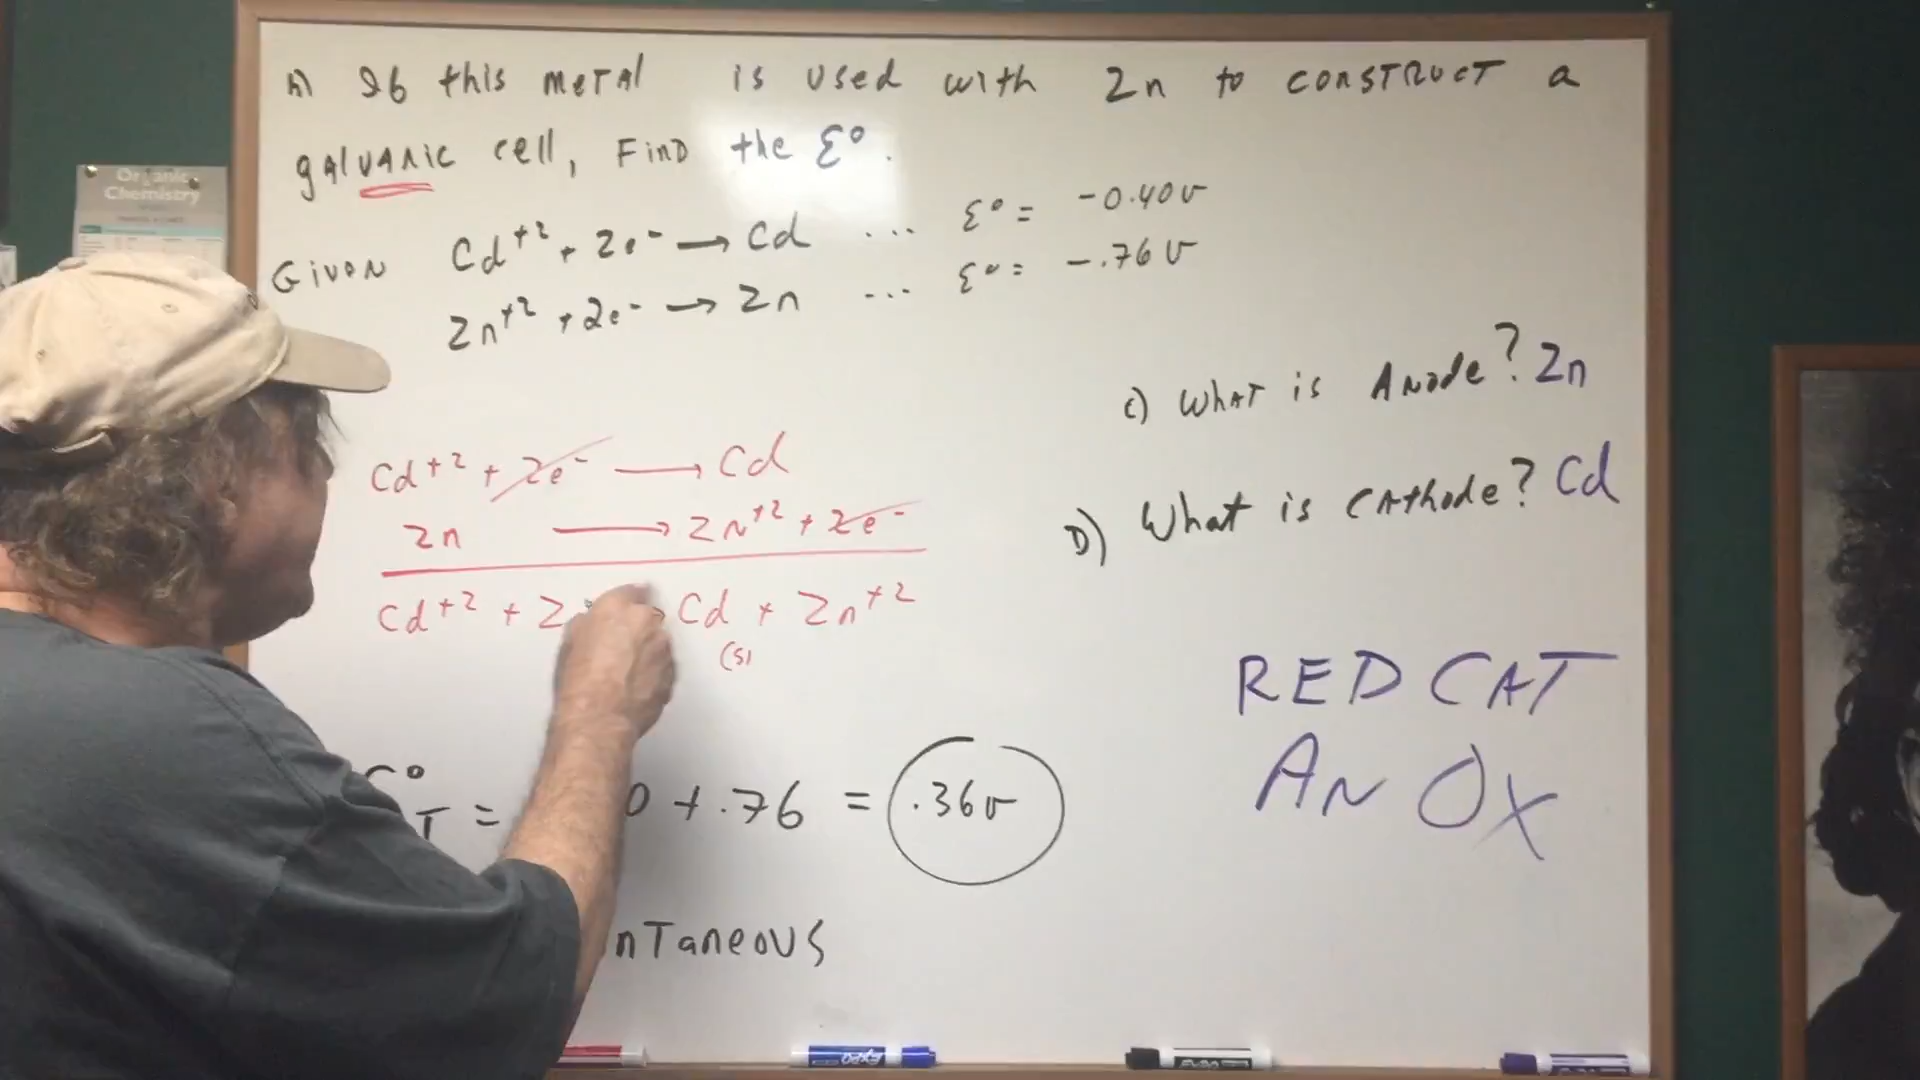 h) If this metal is used with Zn to construct a
galvanic cell, Find the ℰ°.
Given Cd⁺² + 2e⁻ → Cd ... ℰ° = -0.40v
Zn⁺² + 2e⁻ → Zn ... ℰ° = -.76v
c) What is Anode? Zn
D) What is cathode? Cd
Cd⁺² + 2e⁻ → Cd
Zn → Zn⁺² + 2e⁻
Cd⁺² + Z → Cd + Zn⁺²
(s)
T = 0 + .76 = .36v
ntaneous
RED CAT
AN OX
Organic
Chemistry
EXPO